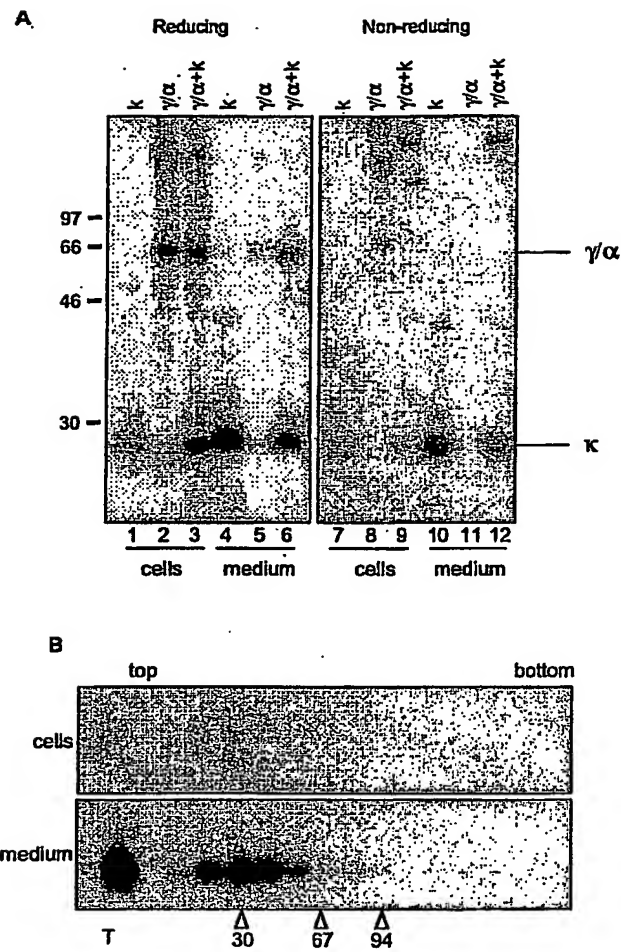 A
Reducing Non-reducing
k γ/α γ/α+k k γ/α γ/α+k k γ/α γ/α+k k γ/α γ/α+k
97
66
46
30
γ/α
κ
1 2 3 4 5 6 7 8 9 10 11 12
cells medium cells medium
B
top bottom
cells
medium
T 30 67 94